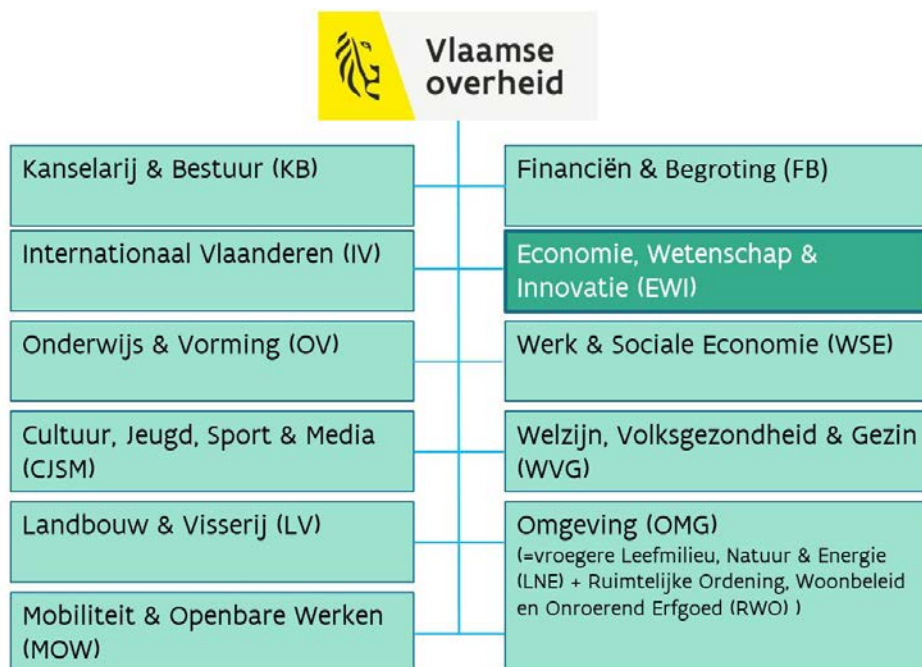 Vlaamse
overheid
Kanselarij & Bestuur (KB)
Financiën & Begroting (FB)
Internationaal Vlaanderen (IV)
Economie, Wetenschap &
Innovatie (EWI)
Onderwijs & Vorming (OV)
Werk & Sociale Economie (WSE)
Cultuur, Jeugd, Sport & Media
(CJSM)
Welzijn, Volksgezondheid & Gezin
(WVG)
Landbouw & Visserij (LV)
Omgeving (OMG)
(=vroegere Leefmilieu, Natuur & Energie
(LNE) + Ruimtelijke Ordening, Woonbeleid
en Onroerend Erfgoed (RWO) )
Mobiliteit & Openbare Werken
(MOW)